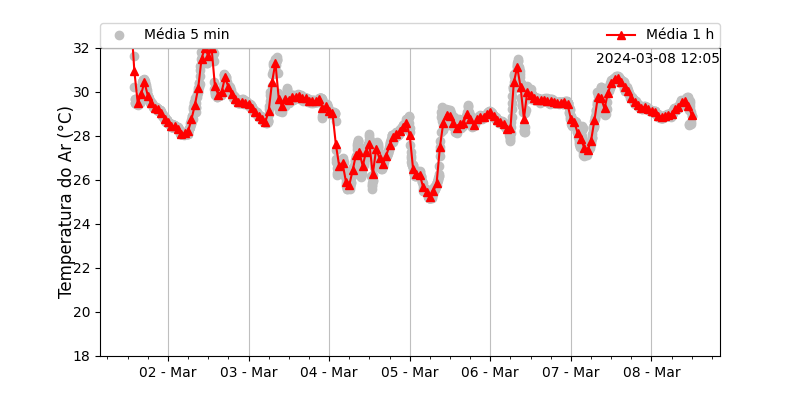 Média 5 min
Média 1 h
2024-03-08 12:05
Temperatura do Ar (°C)
32
30
28
26
24
22
20
18
02 - Mar
03 - Mar
04 - Mar
05 - Mar
06 - Mar
07 - Mar
08 - Mar